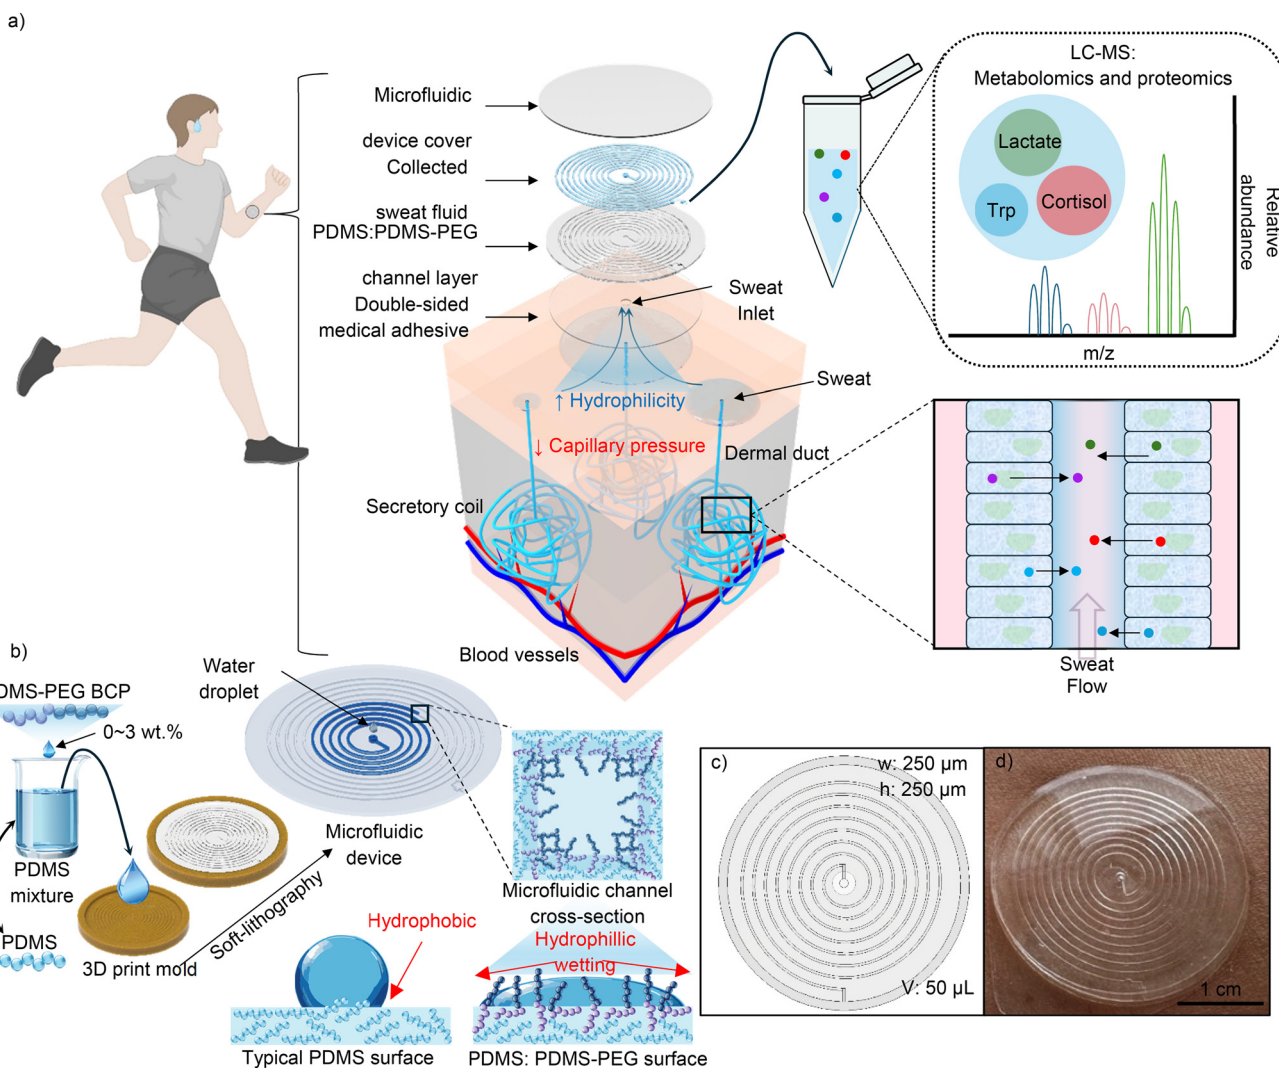 a)
Microfluidic
device cover
Collected
sweat fluid
PDMS:PDMS-PEG
channel layer
Double-sided
medical adhesive
Sweat
Inlet
Sweat
↑ Hydrophilicity
↓ Capillary pressure
Dermal duct
Secretory coil
Blood vessels
LC-MS:
Metabolomics and proteomics
Lactate
Trp
Cortisol
Relative
abundance
m/z
Sweat
Flow
b)
DMS-PEG BCP
0~3 wt.%
PDMS
mixture
PDMS
3D print mold
Soft-lithography
Water
droplet
Microfluidic
device
Microfluidic channel
cross-section
Hydrophobic
Typical PDMS surface
Hydrophillic
wetting
PDMS: PDMS-PEG surface
c)
w: 250 µm
h: 250 µm
V: 50 µL
d)
1 cm